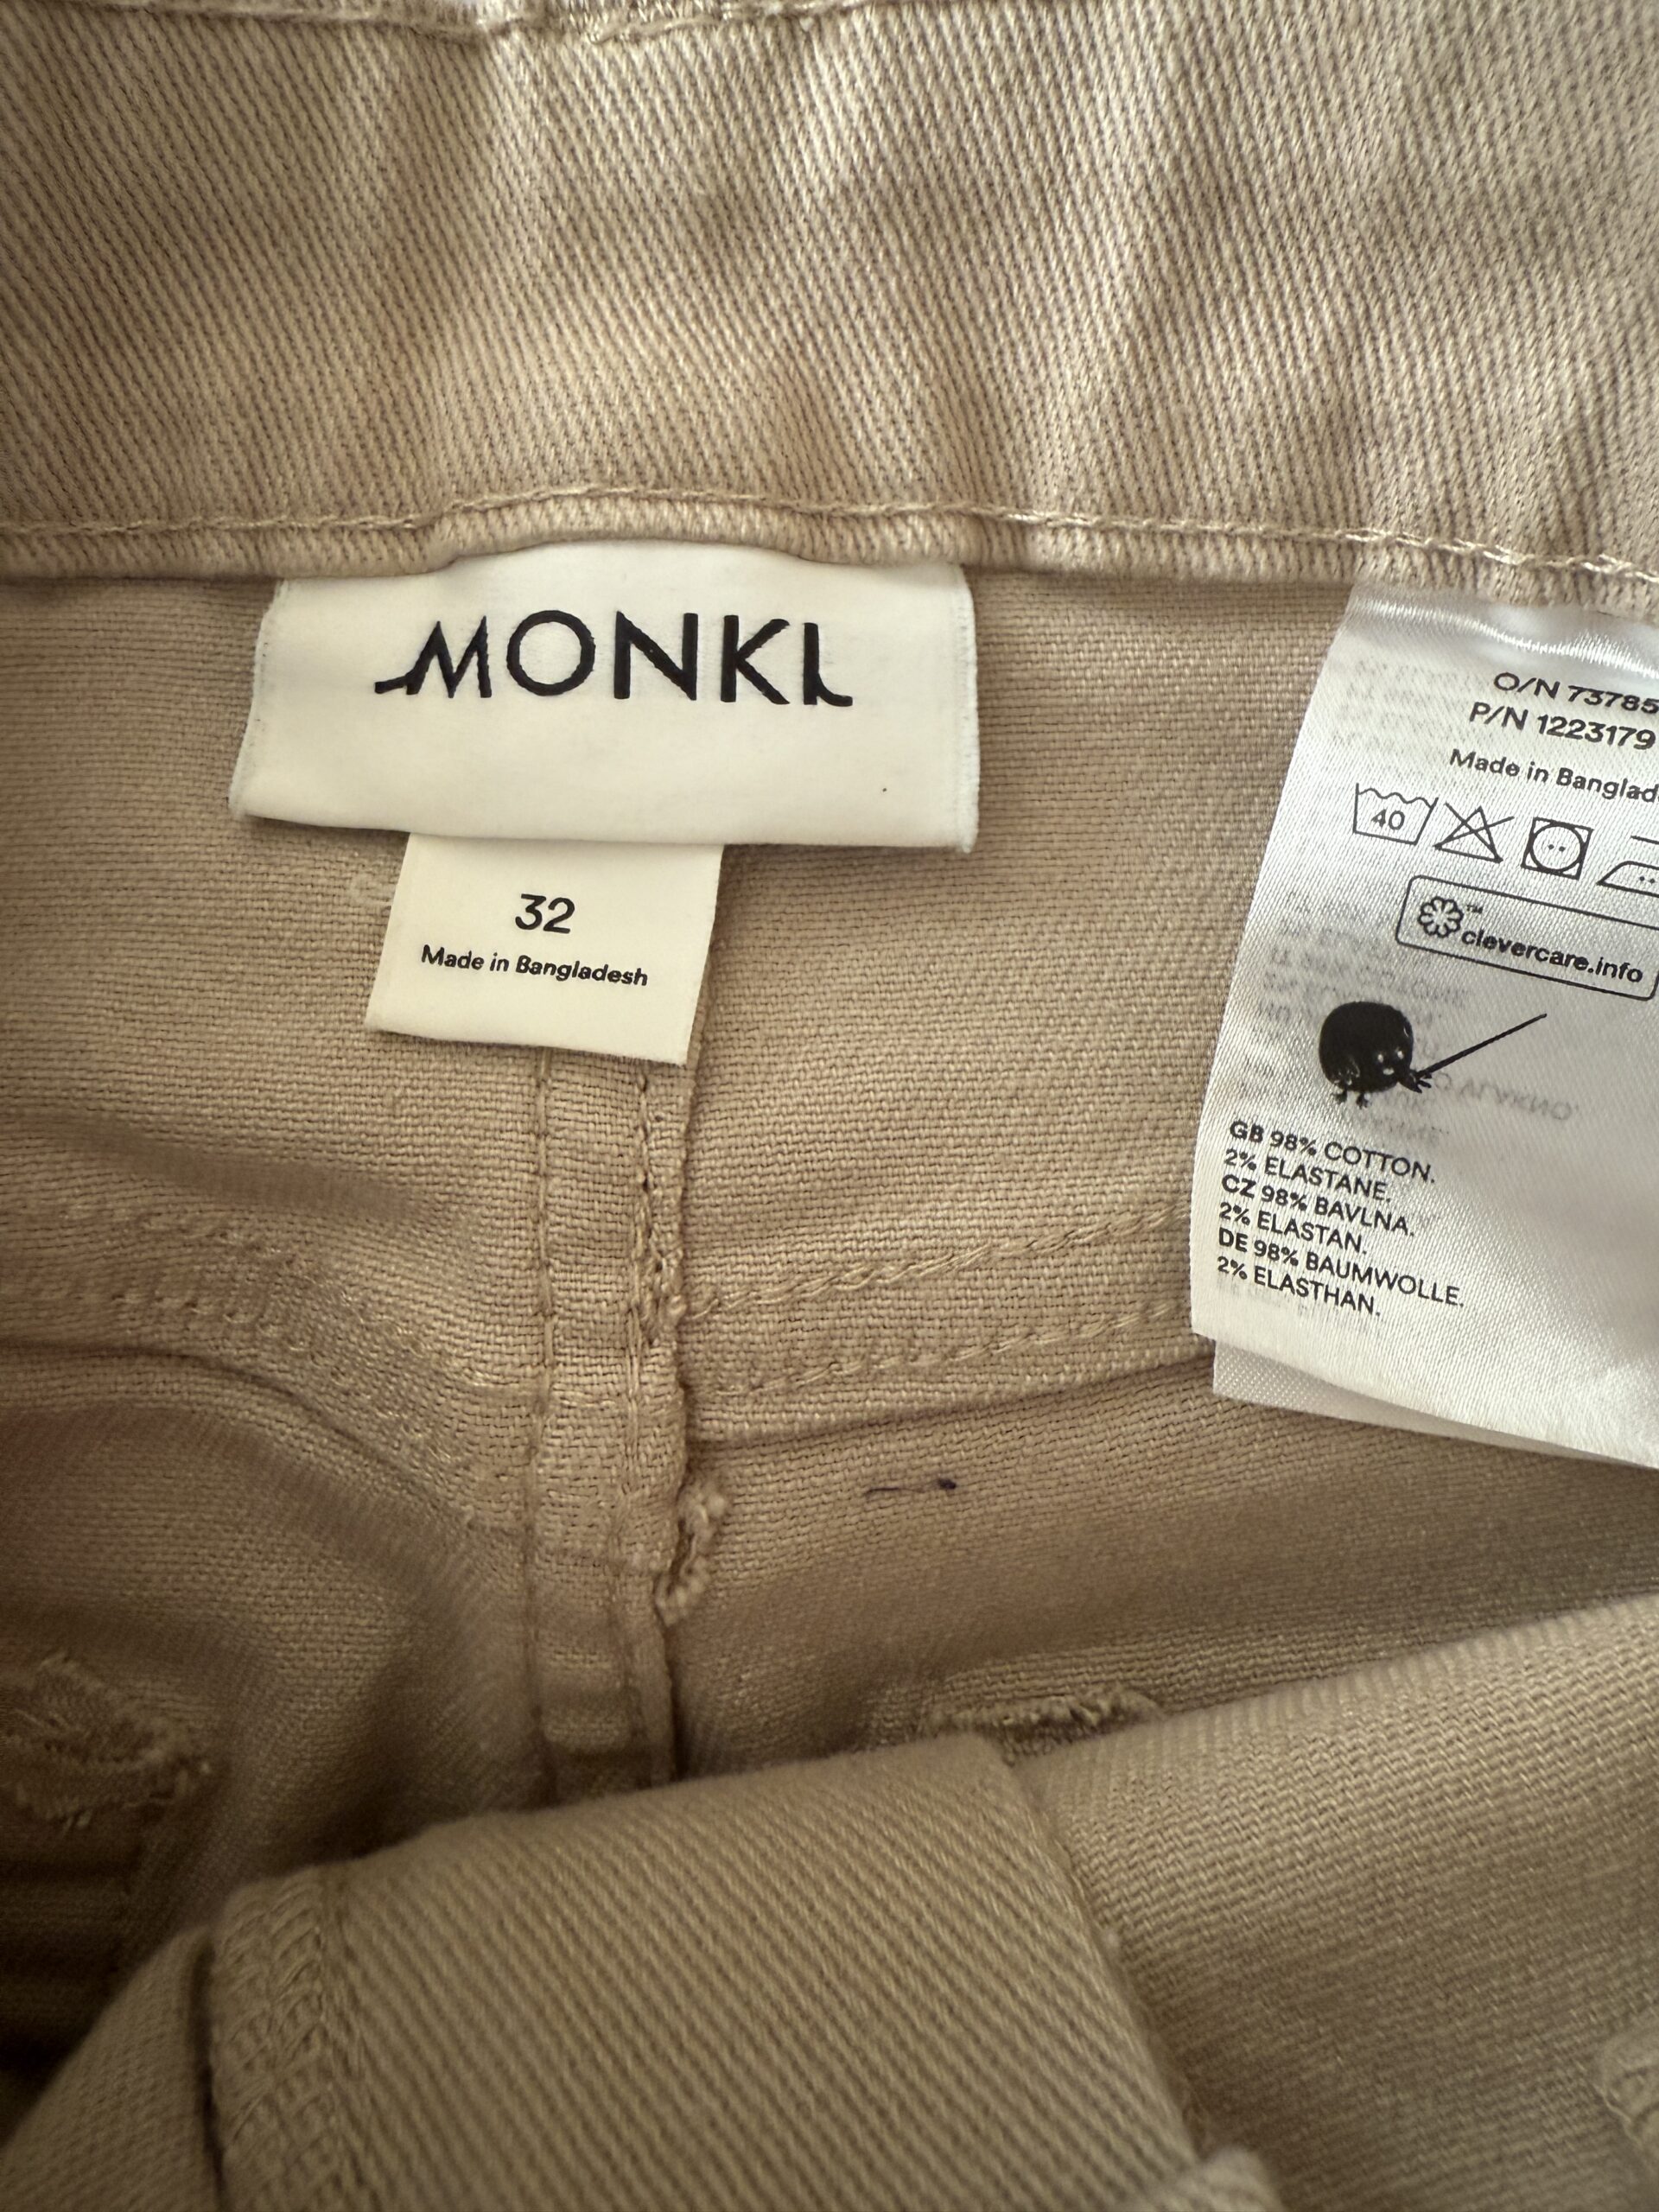 MONKI
32
Made in Bangladesh
O/N 73785
P/N 1223179
Made in Banglad
40
TM
clevercare.info
GB 98% COTTON.
2% ELASTANE.
CZ 98% BAVLNA.
2% ELASTAN.
DE 98% BAUMWOLLE.
2% ELASTHAN.